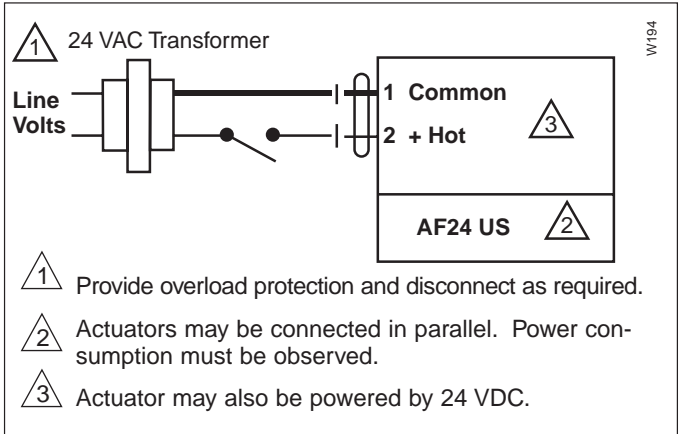 W194
1 24 VAC Transformer
Line
Volts
1 Common
2 + Hot
3
AF24 US 2
1 Provide overload protection and disconnect as required.
2 Actuators may be connected in parallel. Power con-
sumption must be observed.
3 Actuator may also be powered by 24 VDC.